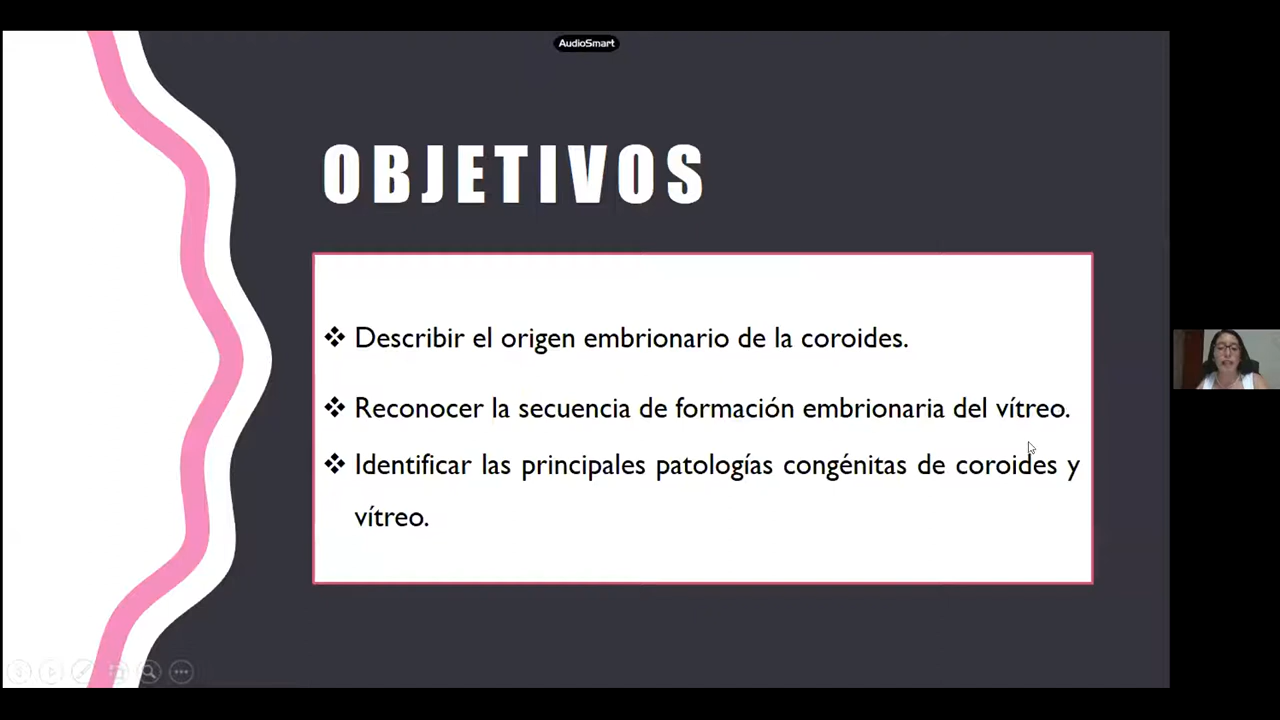 AudioSmart
OBJETIVOS
❖ Describir el origen embrionario de la coroides.
❖ Reconocer la secuencia de formación embrionaria del vítreo.
❖ Identificar las principales patologías congénitas de coroides y
vítreo.